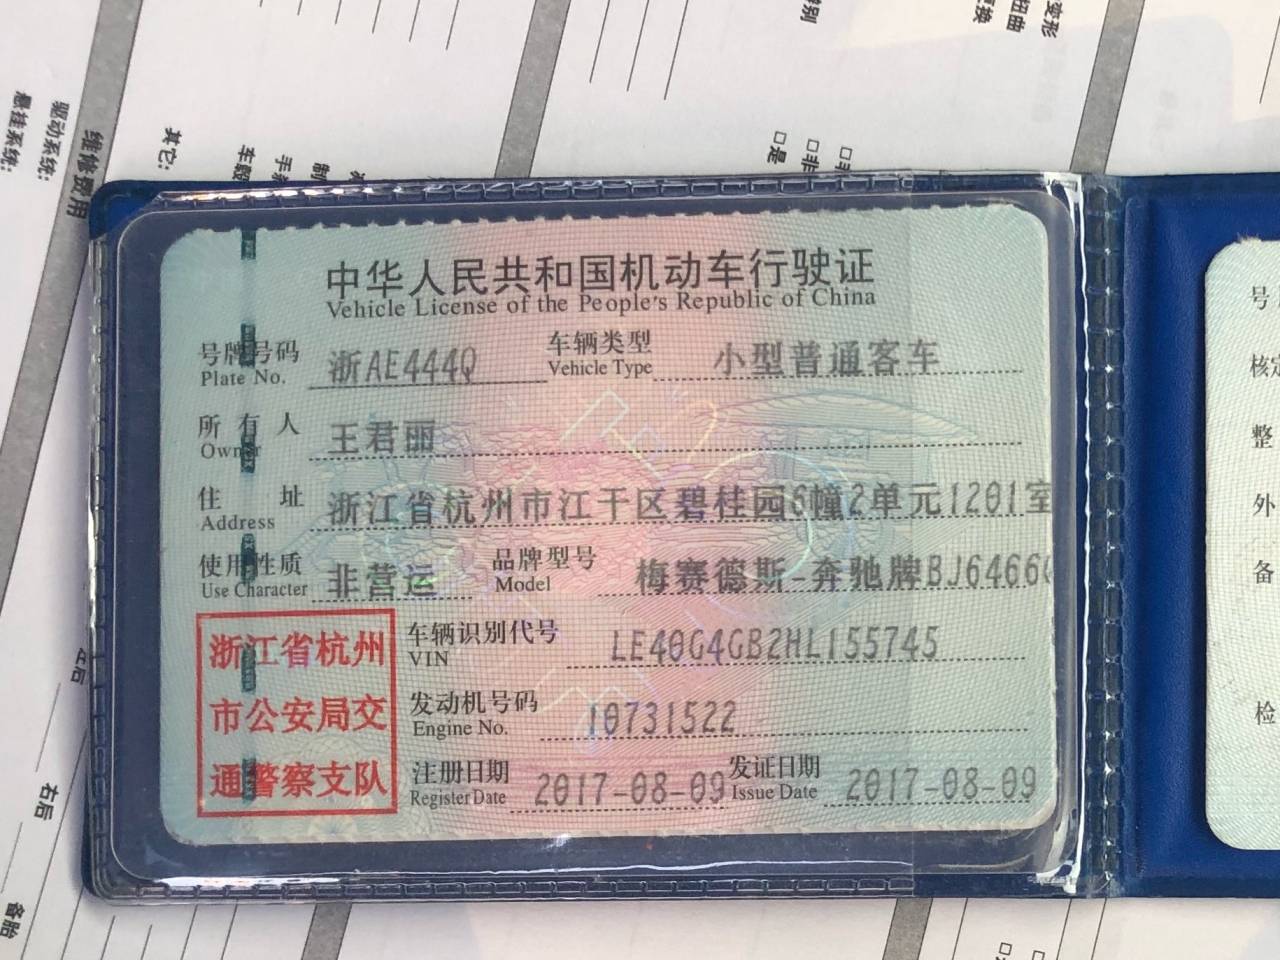 中华人民共和国机动车行驶证
Vehicle License of the People's Republic of China
号牌号码 浙AE444Q 车辆类型 小型普通客车
Plate No. Vehicle Type
所有人 王君丽
Owner
住址 浙江省杭州市江干区碧桂园6幢2单元1201室
Address
使用性质 非营运 品牌型号 梅赛德斯-奔驰牌BJ6466
Use Character Model
浙江省杭州
市公安局交
通警察支队
车辆识别代号 LE40G4GB2HL155745
VIN
发动机号码 10731522
Engine No.
注册日期 2017-08-09 发证日期 2017-08-09
Register Date Issue Date
号
核定
整
外
备
检
悬挂系统:
驱动系统:
维修费用
其它:
□是
□非
右后
备胎
变形
扭曲